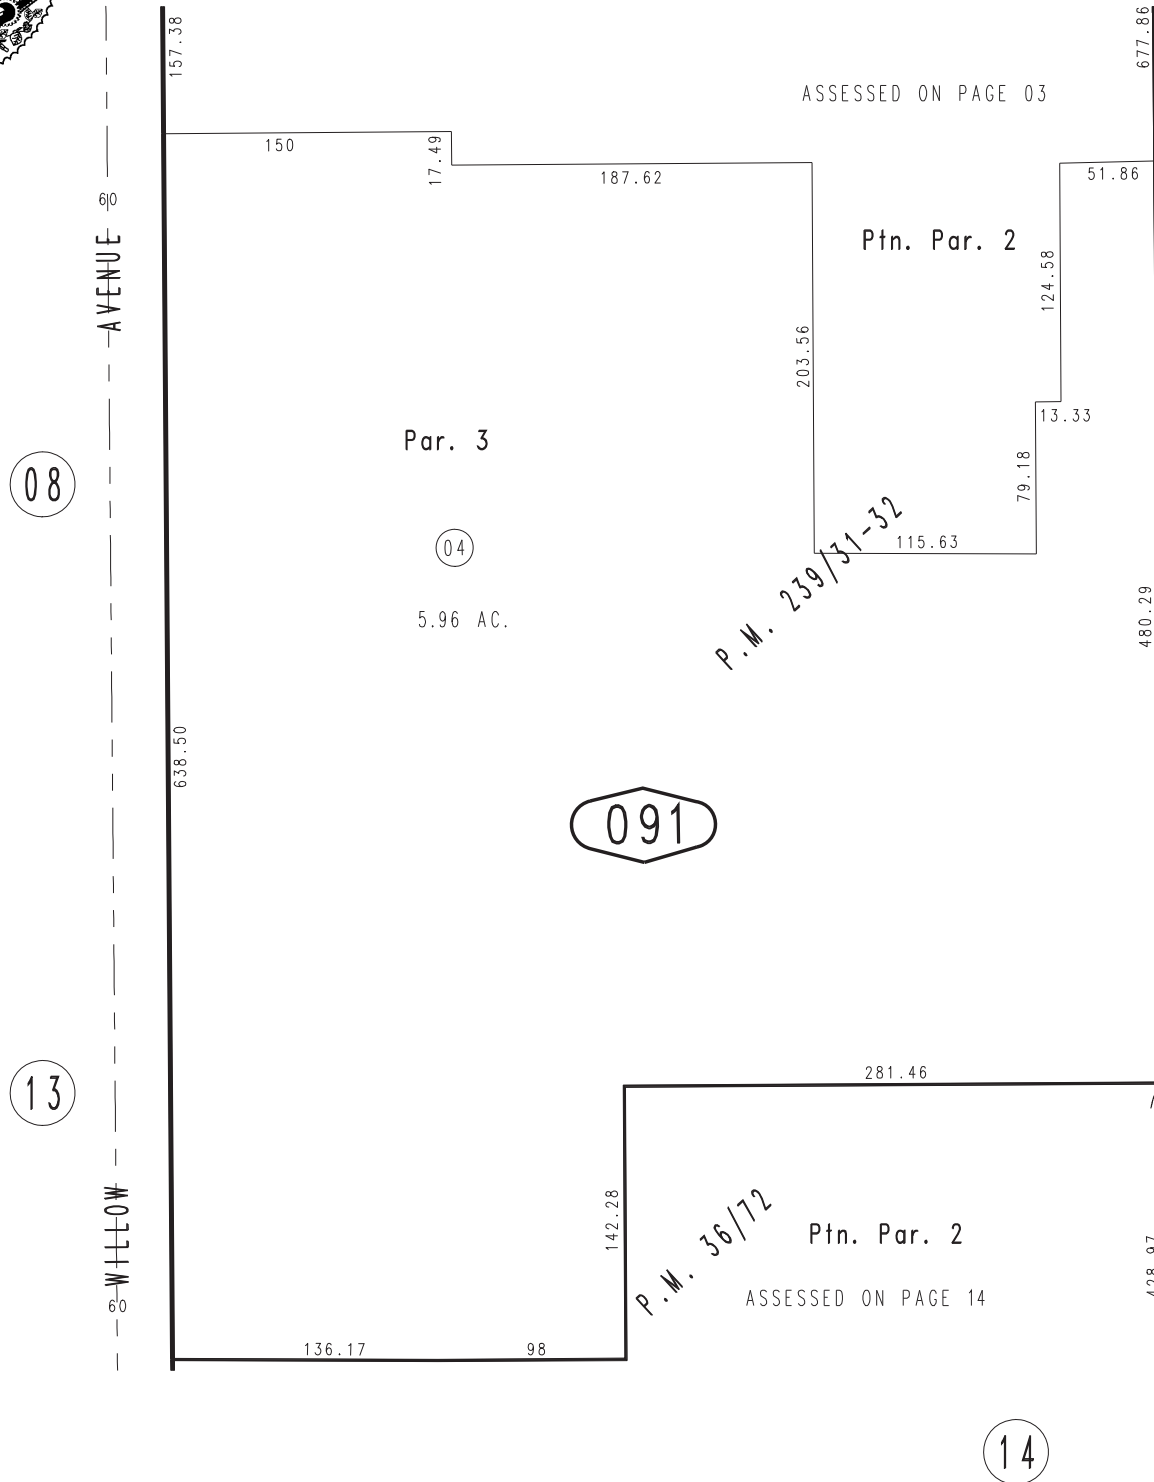 157.38
677.86
ASSESSED ON PAGE 03
150
17.49
187.62
51.86
60
AVENUE
Ptn. Par. 2
124.58
203.56
13.33
Par. 3
79.18
08
04
P.M. 239/31-32
115.63
5.96 AC.
480.29
638.50
091
281.46
13
142.28
P.M. 36/72
Ptn. Par. 2
428.97
WILLOW
60
ASSESSED ON PAGE 14
136.17
98
14